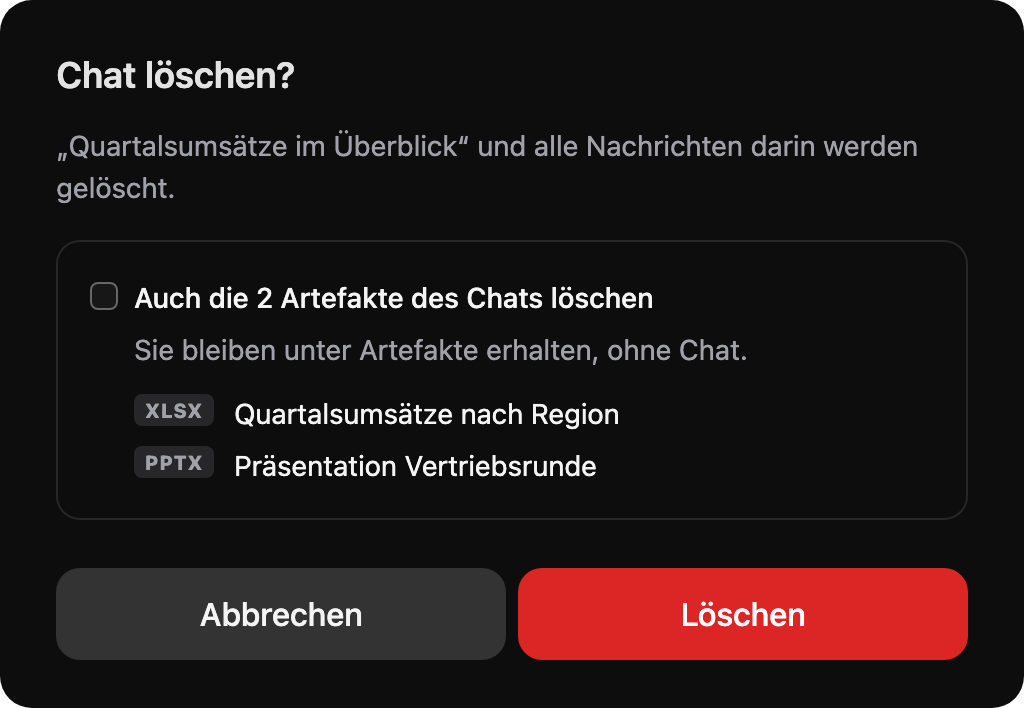 Chat löschen?
„Quartalsumsätze im Überblick“ und alle Nachrichten darin werden
gelöscht.
Auch die 2 Artefakte des Chats löschen
Sie bleiben unter Artefakte erhalten, ohne Chat.
XLSX Quartalsumsätze nach Region
PPTX Präsentation Vertriebsrunde
Abbrechen Löschen